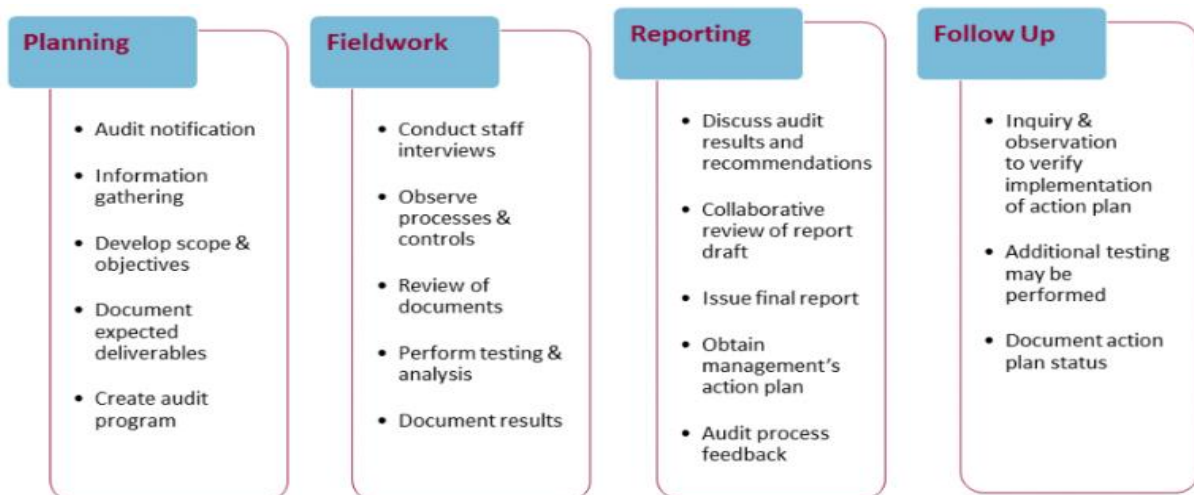 Planning
• Audit notification
• Information
gathering
• Develop scope &
objectives
• Document
expected
deliverables
• Create audit
program
Fieldwork
• Conduct staff
interviews
• Observe
processes &
controls
• Review of
documents
• Perform testing &
analysis
• Document results
Reporting
• Discuss audit
results and
recommendations
• Collaborative
review of report
draft
• Issue final report
• Obtain
management's
action plan
• Audit process
feedback
Follow Up
• Inquiry &
observation
to verify
implementation
of action plan
• Additional testing
may be
performed
• Document action
plan status